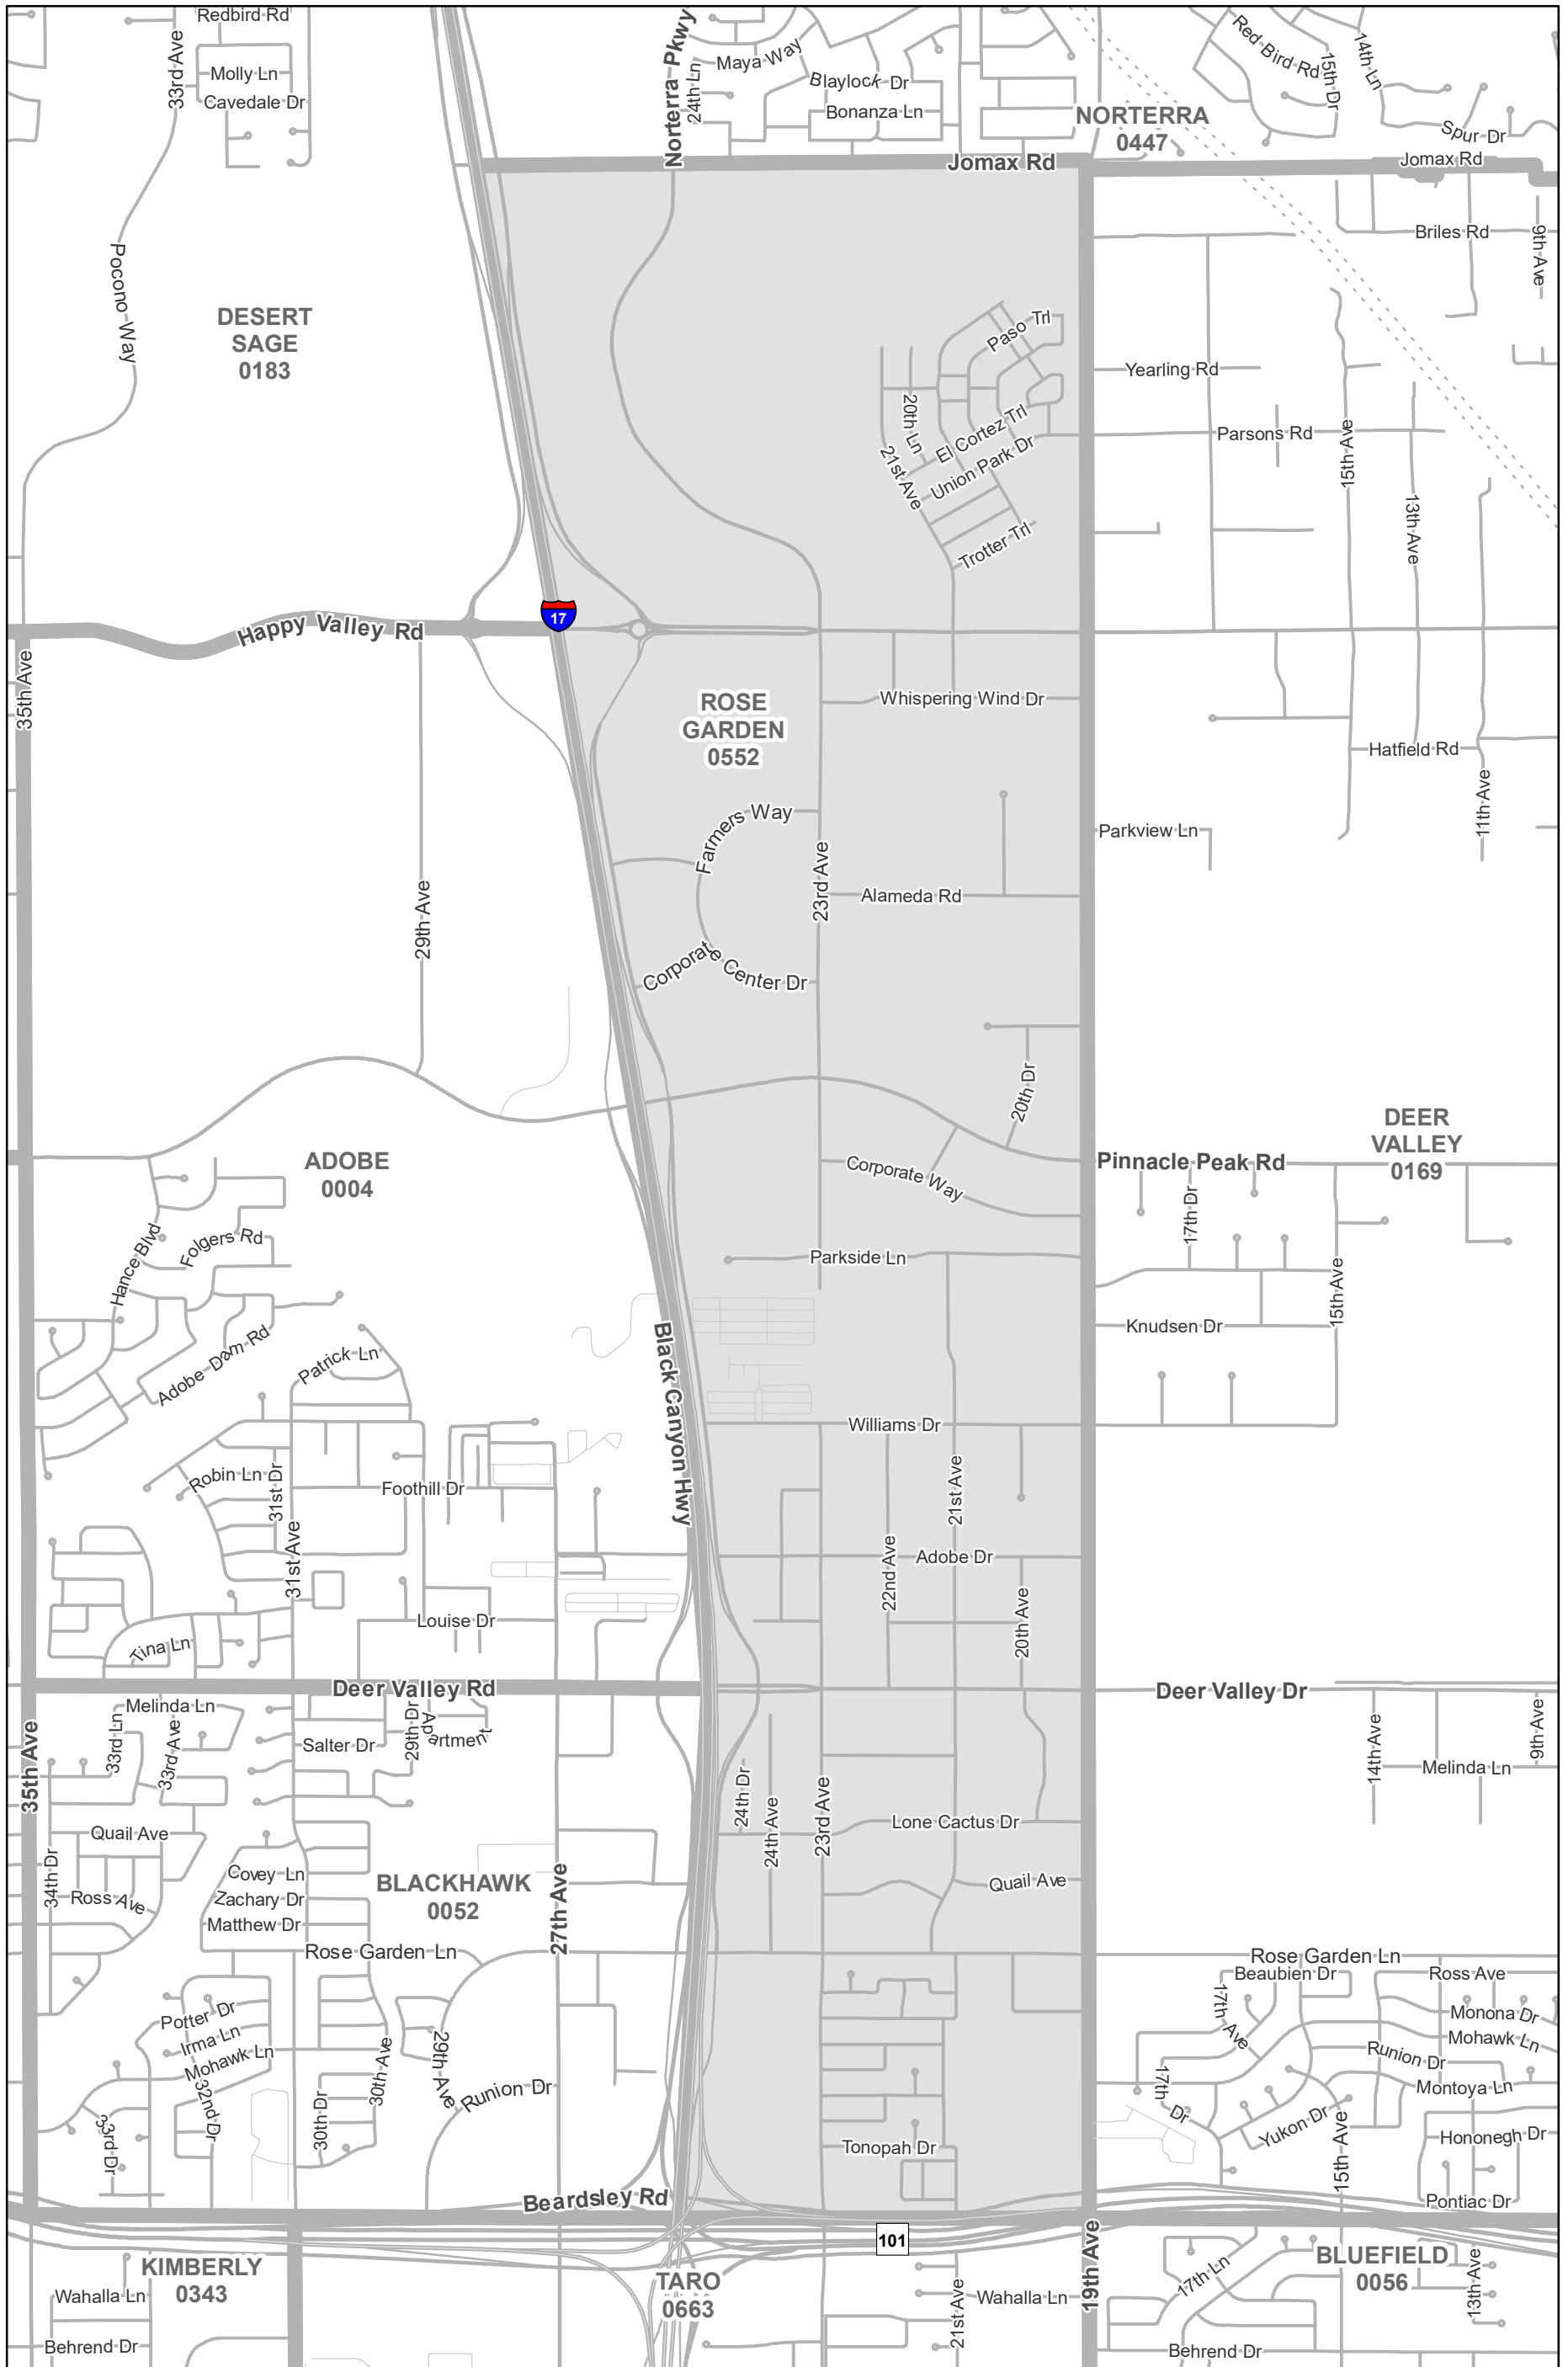 Redbird Rd
33rd Ave
Molly Ln
Cavedale Dr
Pocono Way
Norterra Pkwy
24th Ln
Maya Way
Blaylock Dr
Bonanza Ln
Red Bird Rd
15th Dr
14th Ln
Spur Dr
NORTERRA
0447
Jomax Rd
Jomax Rd
Briles Rd
9th Ave
DESERT
SAGE
0183
Paso Trl
Yearling Rd
20th Ln
El Cortez Trl
Union Park Dr
21st Ave
Trotter Trl
Parsons Rd
15th Ave
13th Ave
17
Happy Valley Rd
35th Ave
ROSE
GARDEN
0552
Whispering Wind Dr
Hatfield Rd
11th Ave
Farmers Way
Parkview Ln
23rd Ave
Alameda Rd
29th Ave
Corporate Center Dr
20th Dr
DEER
VALLEY
0169
ADOBE
0004
Pinnacle Peak Rd
Corporate Way
17th Dr
Hance Blvd
Folgers Rd
Parkside Ln
15th Ave
Knudsen Dr
Adobe Dam Rd
Patrick Ln
Black Canyon Hwy
Williams Dr
Robin Ln
31st Dr
Foothill Dr
21st Ave
31st Ave
22nd Ave
Adobe Dr
20th Ave
Louise Dr
Tina Ln
Deer Valley Rd
Deer Valley Dr
Melinda Ln
33rd Ln
33rd Ave
29th Dr
Apartment
Salter Dr
35th Ave
14th Ave
9th Ave
Melinda Ln
24th Dr
24th Ave
23rd Ave
Lone Cactus Dr
Quail Ave
34th Dr
Covey Ln
Zachary Dr
Ross Ave
Matthew Dr
BLACKHAWK
0052
27th Ave
Quail Ave
Rose Garden Ln
Rose Garden Ln
Beaubien Dr
Ross Ave
17th Ave
Monona Dr
Mohawk Ln
Potter Dr
Irma Ln
Mohawk Ln
30th Ave
29th Ave
Runion Dr
Runion Dr
Montoya Ln
32nd Dr
30th Dr
33rd Dr
17th Dr
Yukon Dr
15th Ave
Hononegh Dr
Tonopah Dr
Pontiac Dr
Beardsley Rd
101
19th Ave
KIMBERLY
0343
TARO
0663
BLUEFIELD
0056
17th Ln
13th Ave
Wahalla Ln
21st Ave
Wahalla Ln
Behrend Dr
Behrend Dr